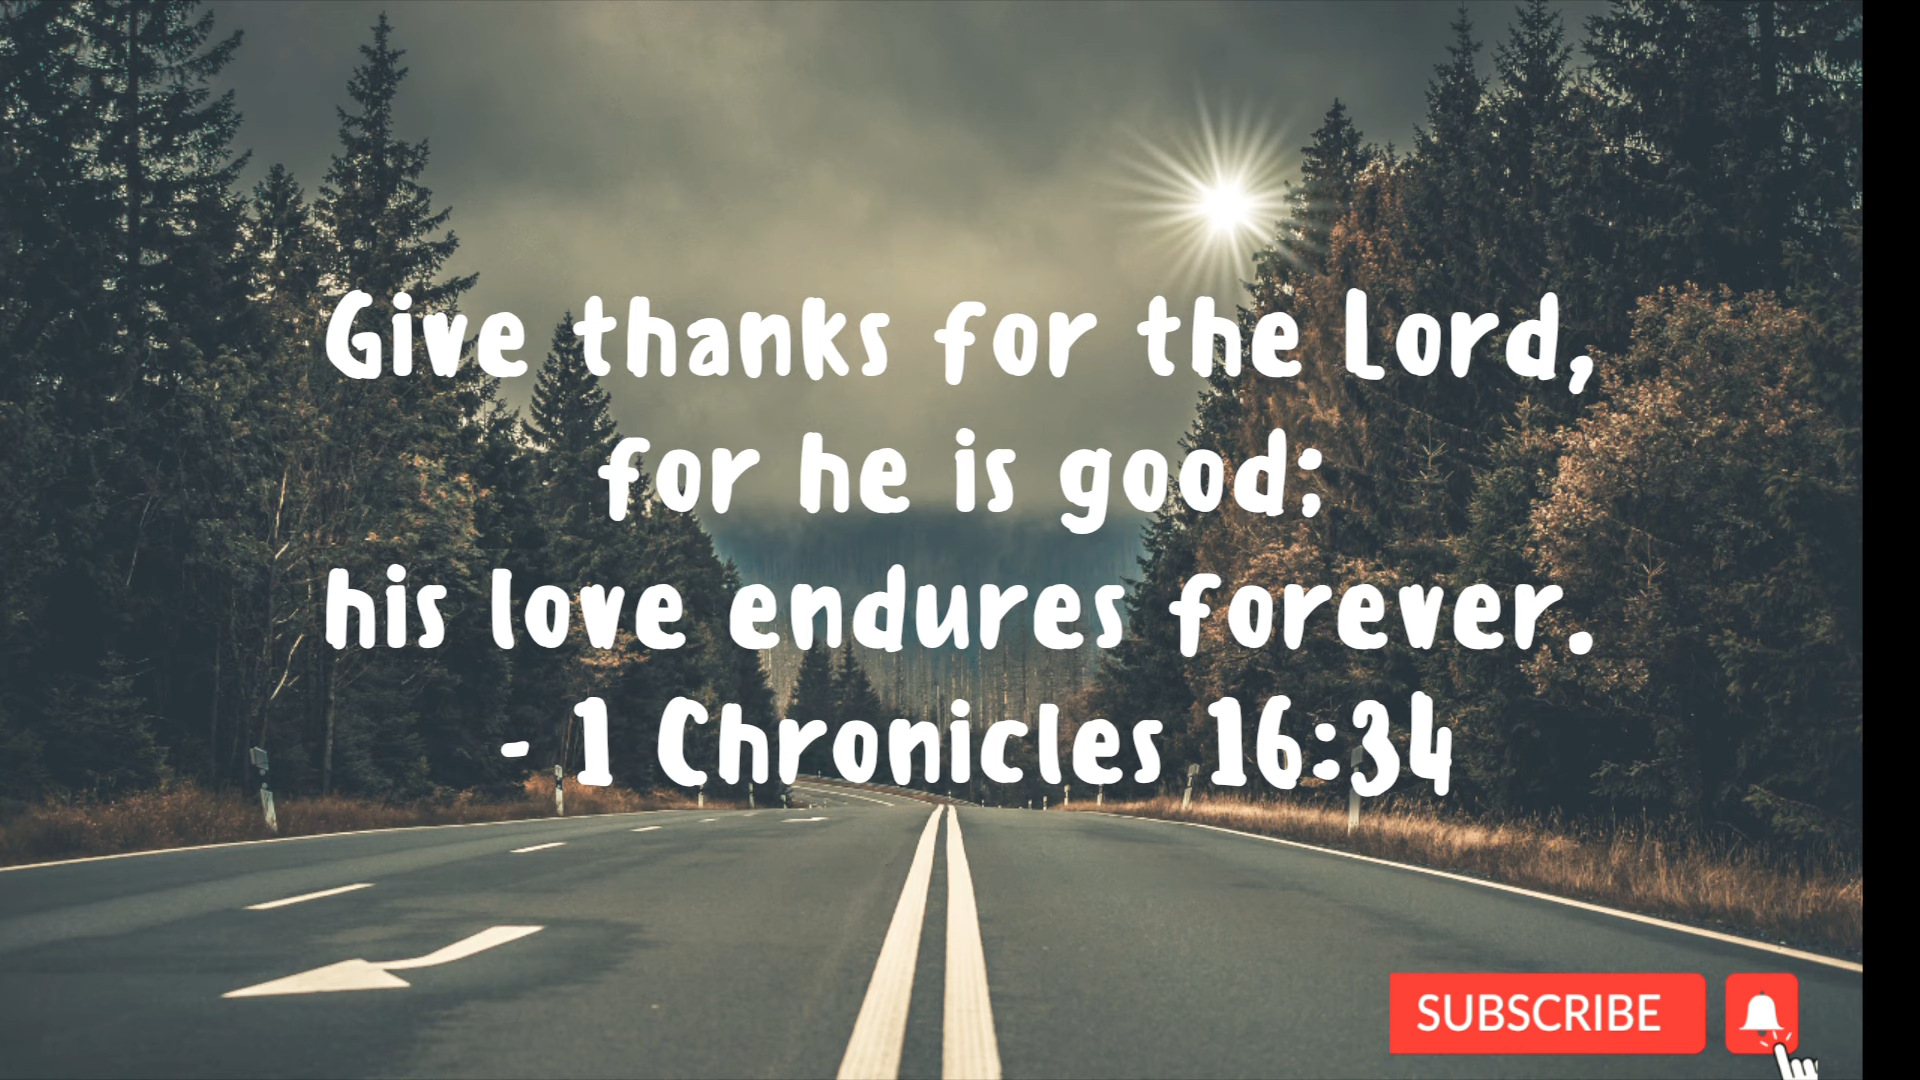 Give thanks for the Lord,
for he is good;
his love endures forever.
- 1 Chronicles 16:34
SUBSCRIBE